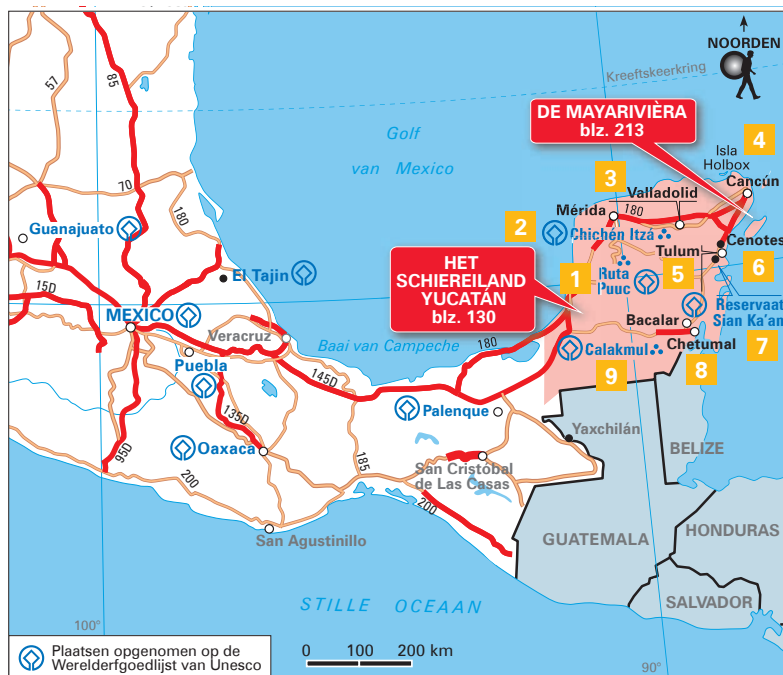 NOORDEN
Kreeftskeerkring
85
57
DE MAYARIVIÈRA
blz. 213
4
Golf
van Mexico
Isla
Holbox
70
3
Valladolid
Cancún
180
Mérida
180
Guanajuato
2
Chichén Itzá
Cenotes
HET
SCHIEREILAND
YUCATÁN
blz. 130
Tulum
El Tajin
1
Ruta
Puuc
5
6
15D
MEXICO
Reservaat
Sian Ka'an
Bacalar
Veracruz
180
Baai van Campeche
Chetumal
7
Calakmul
Puebla
145D
9
8
135D
Palenque
Oaxaca
Yaxchilán
95D
185
BELIZE
San Cristóbal
de Las Casas
200
200
San Agustinillo
GUATEMALA
HONDURAS
STILLE OCEAAN
SALVADOR
100°
Plaatsen opgenomen op de
Werelderfgoedlijst van Unesco
0 100 200 km
90°